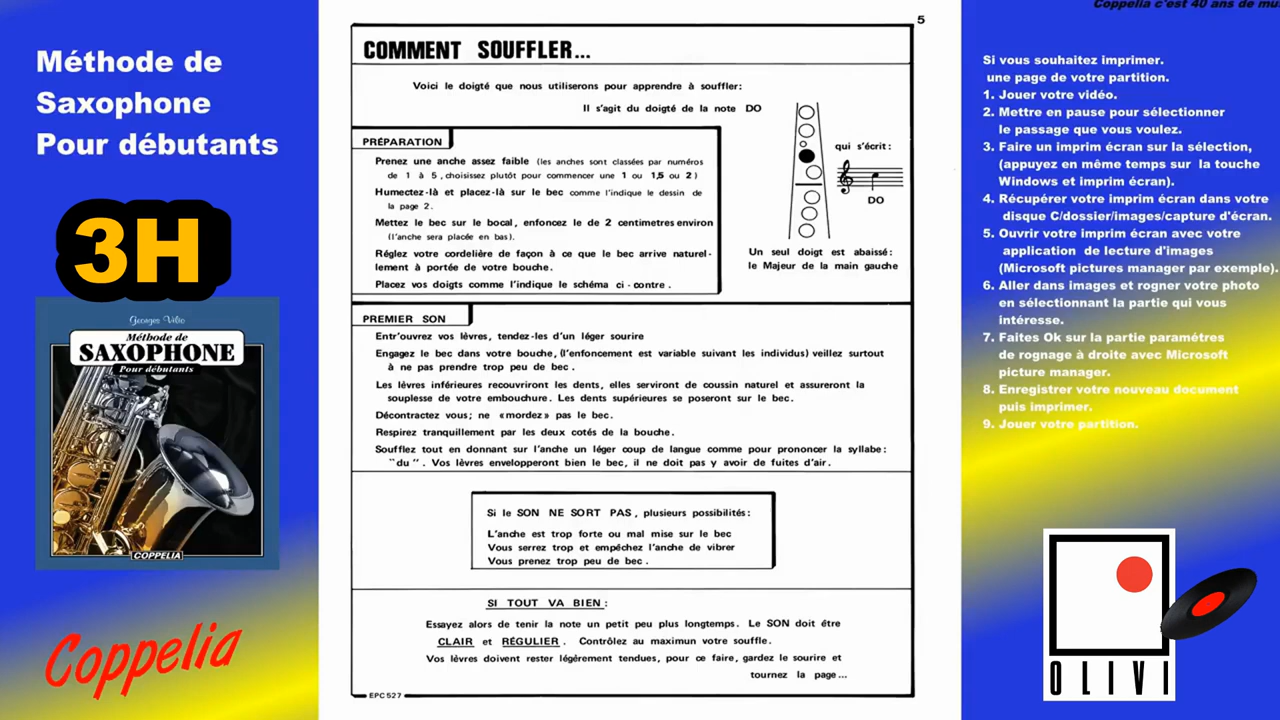 Méthode de
Saxophone
Pour débutants
3H
Georges Vilio
Méthode de
SAXOPHONE
Pour débutants
COPPELIA
Coppelia
5
COMMENT SOUFFLER...
Voici le doigté que nous utiliserons pour apprendre à souffler:
Il s'agit du doigté de la note DO
PRÉPARATION
Prenez une anche assez faible (les anches sont classées par numéros
de 1 à 5, choisissez plutôt pour commencer une 1 ou 1,5 ou 2)
Humectez-là et placez-là sur le bec comme l'indique le dessin de
la page 2.
Mettez le bec sur le bocal, enfoncez le de 2 centimetres environ
(l'anche sera placée en bas).
Réglez votre cordelière de façon à ce que le bec arrive naturel-
lement à portée de votre bouche.
Placez vos doigts comme l'indique le schéma ci-contre.
qui s'écrit:
DO
Un seul doigt est abaissé:
le Majeur de la main gauche
PREMIER SON
Entr'ouvrez vos lèvres, tendez-les d'un léger sourire
Engagez le bec dans votre bouche, (l'enfoncement est variable suivant les individus) veillez surtout
à ne pas prendre trop peu de bec.
Les lèvres inférieures recouvriront les dents, elles serviront de coussin naturel et assureront la
souplesse de votre embouchure. Les dents supérieures se poseront sur le bec.
Décontractez vous; ne «mordez» pas le bec.
Respirez tranquillement par les deux cotés de la bouche.
Soufflez tout en donnant sur l'anche un léger coup de langue comme pour prononcer la syllabe:
"du". Vos lèvres envelopperont bien le bec, il ne doit pas y avoir de fuites d'air.
Si le SON NE SORT PAS, plusieurs possibilités:
L'anche est trop forte ou mal mise sur le bec
Vous serrez trop et empêchez l'anche de vibrer
Vous prenez trop peu de bec.
SI TOUT VA BIEN:
Essayez alors de tenir la note un petit peu plus longtemps. Le SON doit être
CLAIR et RÉGULIER. Contrôlez au maximun votre souffle.
Vos lèvres doivent rester légèrement tendues, pour ce faire, gardez le sourire et
tournez la page...
EPC 527
Coppelia c'est 40 ans de
Si vous souhaitez imprimer.
une page de votre partition.
1. Jouer votre vidéo.
2. Mettre en pause pour sélectionner
le passage que vous voulez.
3. Faire un imprim écran sur la sélection,
(appuyez en même temps sur la touche
Windows et imprim écran).
4. Récupérer votre imprim écran dans votre
disque C/dossier/images/capture d'écran.
5. Ouvrir votre imprim écran avec votre
application de lecture d'images
(Microsoft pictures manager par exemple).
6. Aller dans images et rogner votre photo
en sélectionnant la partie qui vous
intéresse.
7. Faites Ok sur la partie paramétres
de rognage à droite avec Microsoft
picture manager.
8. Enregistrer votre nouveau document
puis imprimer.
9. Jouer votre partition.
OLIVI